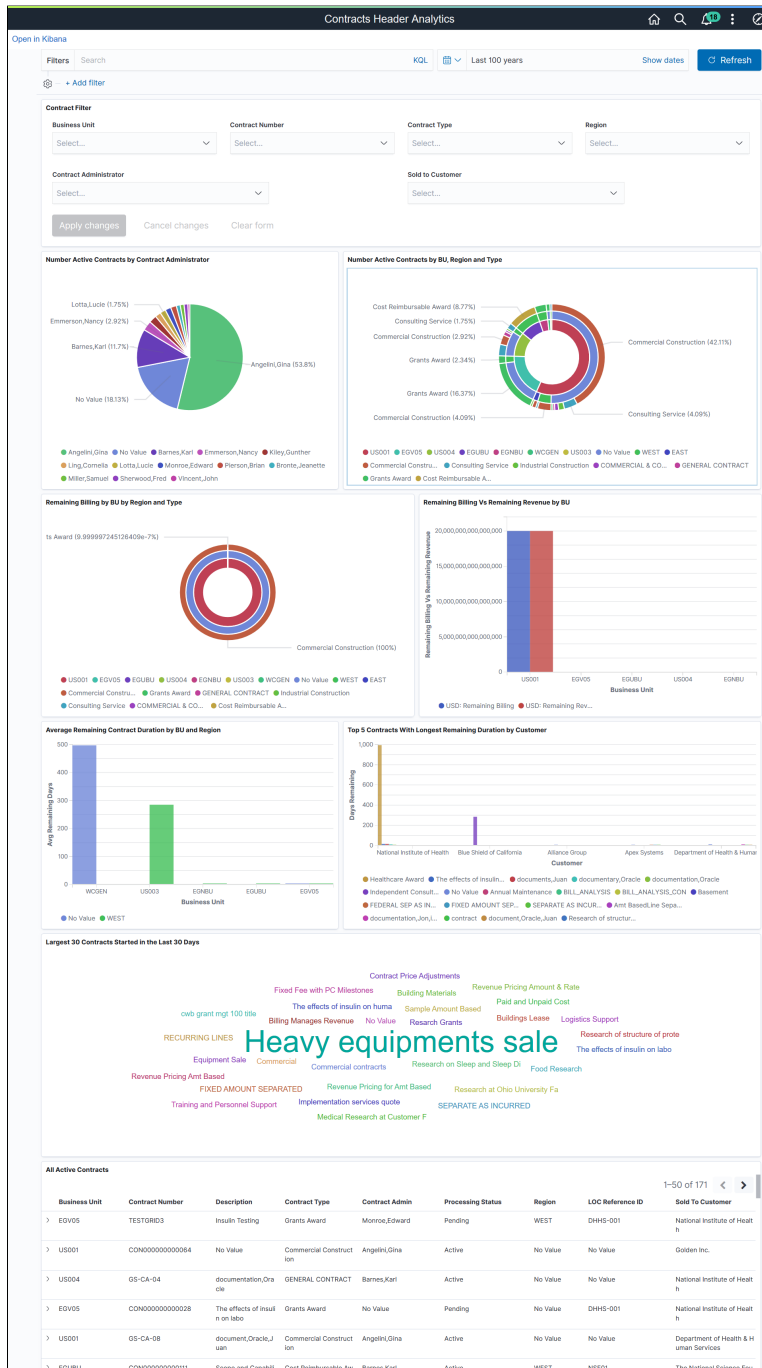 Contracts Header Analytics
18
Open in Kibana
Filters Search KQL Last 100 years Show dates Refresh
+ Add filter
Contract Filter
Business Unit Contract Number Contract Type Region
Select... Select... Select... Select...
Contract Administrator Sold to Customer
Select... Select...
Apply changes Cancel changes Clear form
Number Active Contracts by Contract Administrator
Lotta,Lucie (1.75%)
Emmerson,Nancy (2.92%)
Barnes,Karl (11.7%)
Angelini,Gina (53.8%)
No Value (18.13%)
Angelini,Gina No Value Barnes,Karl Emmerson,Nancy Kiley,Gunther
Ling,Cornelia Lotta,Lucie Monroe,Edward Pierson,Brian Bronte,Jeanette
Miller,Samuel Sherwood,Fred Vincent,John
Number Active Contracts by BU, Region and Type
Cost Reimbursable Award (8.77%)
Consulting Service (1.75%)
Commercial Construction (2.92%)
Commercial Construction (42.11%)
Grants Award (2.34%)
Grants Award (16.37%)
Consulting Service (4.09%)
Commercial Construction (4.09%)
US001 EGV05 US004 EGUBU EGNBU WCGEN US003 No Value WEST EAST
Commercial Constru... Consulting Service Industrial Construction COMMERCIAL & CO... GENERAL CONTRACT
Grants Award Cost Reimbursable A...
Remaining Billing by BU by Region and Type
ts Award (9.999997245126409e-7%)
Commercial Construction (100%)
US001 EGV05 EGUBU US004 EGNBU US003 WCGEN No Value WEST EAST
Commercial Constru... Grants Award GENERAL CONTRACT Industrial Construction
Consulting Service COMMERCIAL & CO... Cost Reimbursable A...
Remaining Billing Vs Remaining Revenue by BU
Remaining Billing Vs Remaining Revenue
20,000,000,000,000,000
15,000,000,000,000,000
10,000,000,000,000,000
5,000,000,000,000,000
0
US001 EGV05 EGUBU US004 EGNBU
Business Unit
USD: Remaining Billing USD: Remaining Rev...
Average Remaining Contract Duration by BU and Region
Avg Remaining Days
500
400
300
200
100
0
WCGEN US003 EGNBU EGUBU EGV05
Business Unit
No Value WEST
Top 5 Contracts With Longest Remaining Duration by Customer
Days Remaining
1,000
800
600
400
200
0
National Institute of Health Blue Shield of California Alliance Group Apex Systems Department of Health & Human
Customer
Healthcare Award The effects of insulin... documents,Juan documentary,Oracle documentation,Oracle
Independent Consult... No Value Annual Maintenance BILL_ANALYSIS BILL_ANALYSIS_CON Basement
FEDERAL SEP AS IN... FIXED AMOUNT SEP... SEPARATE AS INCUR... Amt BasedLine Sepa...
documentation,Jon,i... contract document,Oracle,Juan Research of structur...
Largest 30 Contracts Started in the Last 30 Days
Contract Price Adjustments
Fixed Fee with PC Milestones Building Materials Revenue Pricing Amount & Rate
The effects of insulin on huma Sample Amount Based Paid and Unpaid Cost
cwb grant mgt 100 title Billing Manages Revenue No Value Resarch Grants Buildings Lease Logistics Support
RECURRING LINES Heavy equipments sale Research of structure of prote
The effects of insulin on labo
Equipment Sale Commercial Commercial contracrts Research on Sleep and Sleep Di Food Research
Revenue Pricing Amt Based
FIXED AMOUNT SEPARATED Revenue Pricing for Amt Based Research at Ohio University Fa
Training and Personnel Support Implementation services quote SEPARATE AS INCURRED
Medical Research at Customer F
All Active Contracts
1–50 of 171
Business Unit Contract Number Description Contract Type Contract Admin Processing Status Region LOC Reference ID Sold To Customer
EGV05 TESTGRID3 Insulin Testing Grants Award Monroe,Edward Pending WEST DHHS-001 National Institute of Healt
h
US001 CON000000000064 No Value Commercial Construct Angelini,Gina Active No Value No Value Golden Inc.
ion
US004 GS-CA-04 documentation,Ora GENERAL CONTRACT Barnes,Karl Active No Value No Value National Institute of Healt
cle h
EGV05 CON000000000028 The effects of insuli Grants Award No Value Pending No Value DHHS-001 National Institute of Healt
n on labo h
US001 GS-CA-08 document,Oracle,J Commercial Construct Angelini,Gina Active No Value No Value Department of Health & H
uan ion uman Services